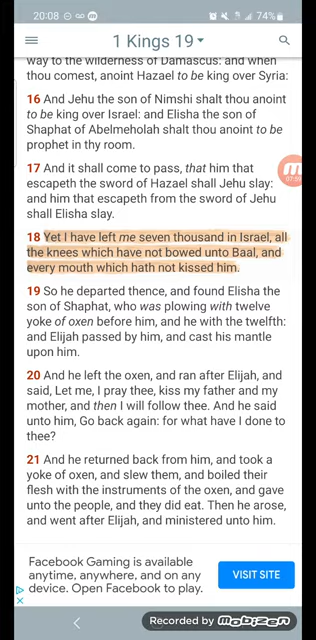 20:08
74%
1 Kings 19
way to the wilderness of Damascus: and when
thou comest, anoint Hazael to be king over Syria:
16 And Jehu the son of Nimshi shalt thou anoint
to be king over Israel: and Elisha the son of
Shaphat of Abelmeholah shalt thou anoint to be
prophet in thy room.
17 And it shall come to pass, that him that
escapeth the sword of Hazael shall Jehu slay:
and him that escapeth from the sword of Jehu
shall Elisha slay.
07:59
18 Yet I have left me seven thousand in Israel, all
the knees which have not bowed unto Baal, and
every mouth which hath not kissed him.
19 So he departed thence, and found Elisha the
son of Shaphat, who was plowing with twelve
yoke of oxen before him, and he with the twelfth:
and Elijah passed by him, and cast his mantle
upon him.
20 And he left the oxen, and ran after Elijah, and
said, Let me, I pray thee, kiss my father and my
mother, and then I will follow thee. And he said
unto him, Go back again: for what have I done to
thee?
21 And he returned back from him, and took a
yoke of oxen, and slew them, and boiled their
flesh with the instruments of the oxen, and gave
unto the people, and they did eat. Then he arose,
and went after Elijah, and ministered unto him.
Facebook Gaming is available
anytime, anywhere, and on any
device. Open Facebook to play.
VISIT SITE
Recorded by Mobizen